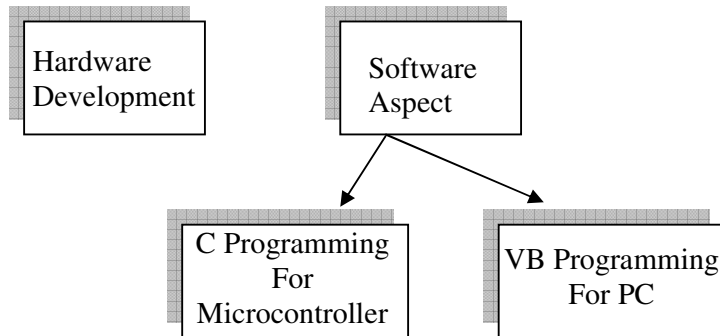 Hardware
Development
Software
Aspect
C Programming
For
Microcontroller
VB Programming
For PC